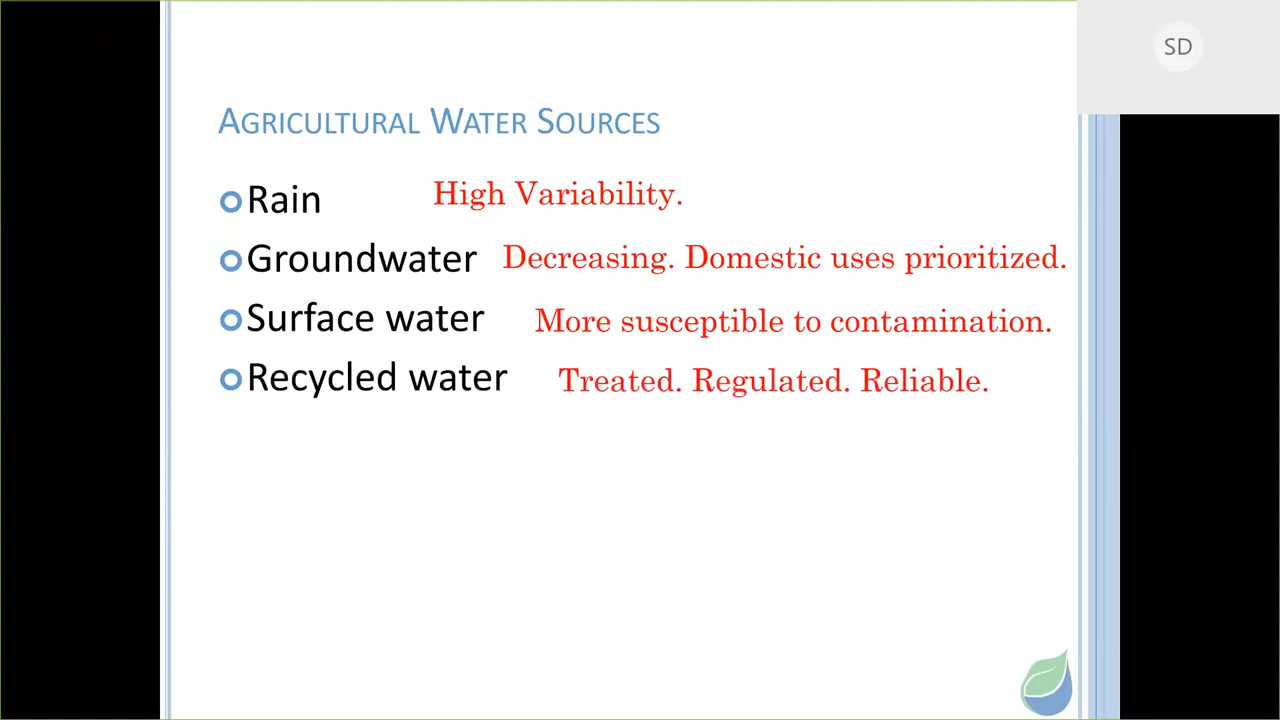 SD
AGRICULTURAL WATER SOURCES
Rain High Variability.
Groundwater Decreasing. Domestic uses prioritized.
Surface water More susceptible to contamination.
Recycled water Treated. Regulated. Reliable.